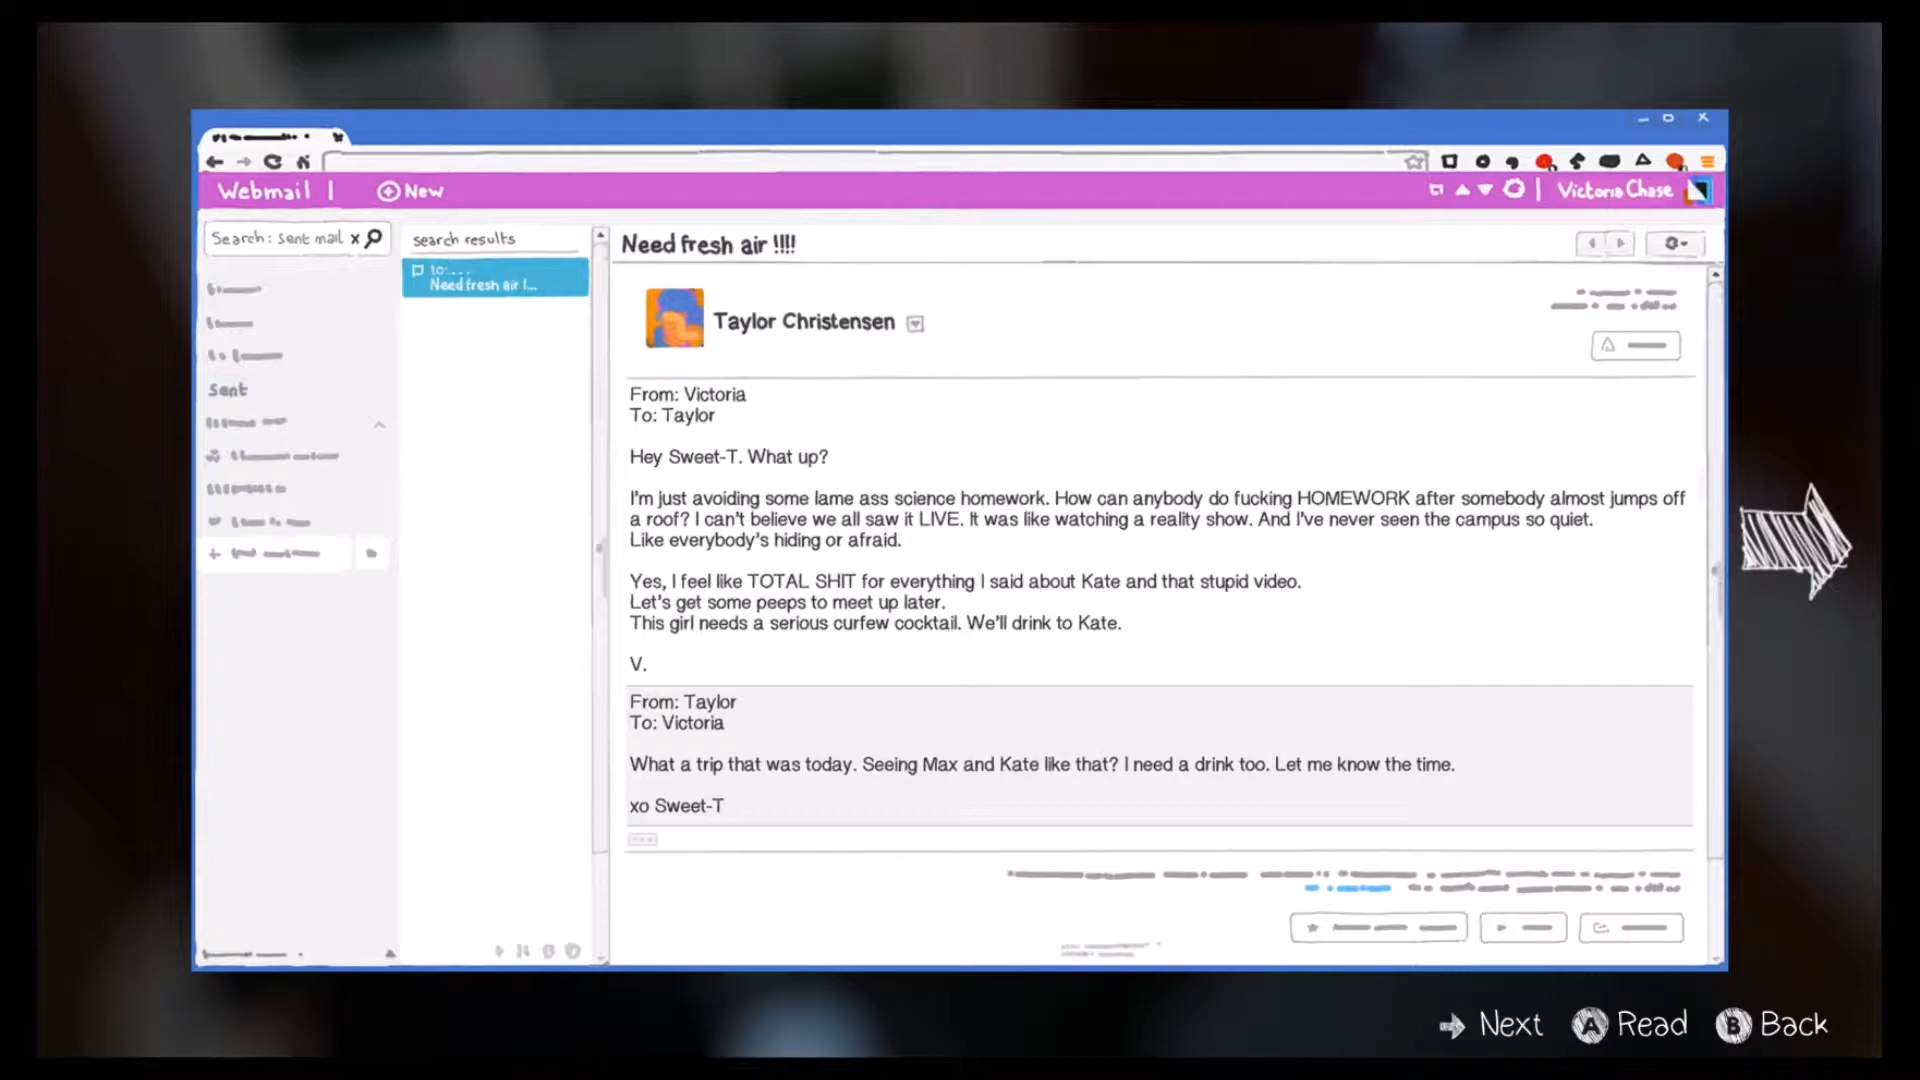 Webmail | New
Victoria Chase
Search: sent mail x
search results
Need fresh air !!!!
to:...
Need fresh air !...
Taylor Christensen
Sent
From: Victoria
To: Taylor
Hey Sweet-T. What up?
I'm just avoiding some lame ass science homework. How can anybody do fucking HOMEWORK after somebody almost jumps off
a roof? I can't believe we all saw it LIVE. It was like watching a reality show. And I've never seen the campus so quiet.
Like everybody's hiding or afraid.
Yes, I feel like TOTAL SHIT for everything I said about Kate and that stupid video.
Let's get some peeps to meet up later.
This girl needs a serious curfew cocktail. We'll drink to Kate.
V.
From: Taylor
To: Victoria
What a trip that was today. Seeing Max and Kate like that? I need a drink too. Let me know the time.
xo Sweet-T
Next A Read B Back